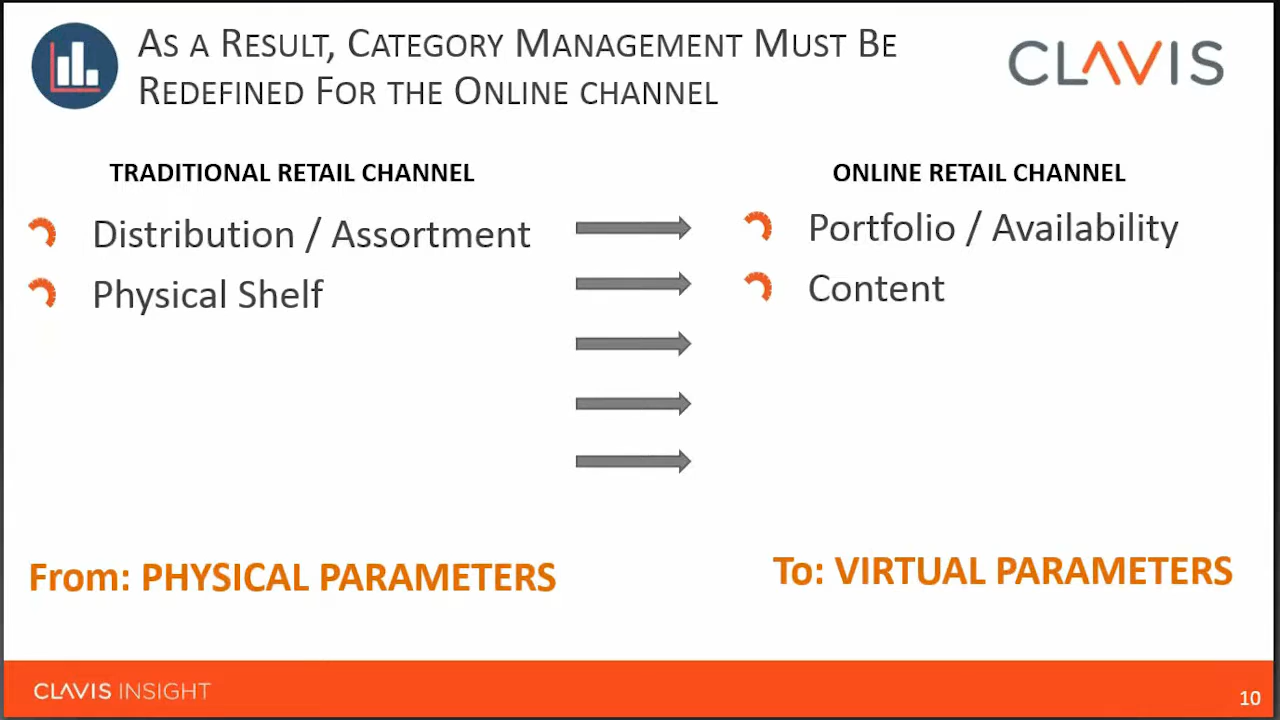 As a Result, Category Management Must Be
Redefined For the Online channel
CLAVIS
TRADITIONAL RETAIL CHANNEL
Distribution / Assortment
Physical Shelf
ONLINE RETAIL CHANNEL
Portfolio / Availability
Content
From: PHYSICAL PARAMETERS
To: VIRTUAL PARAMETERS
CLAVIS INSIGHT
10